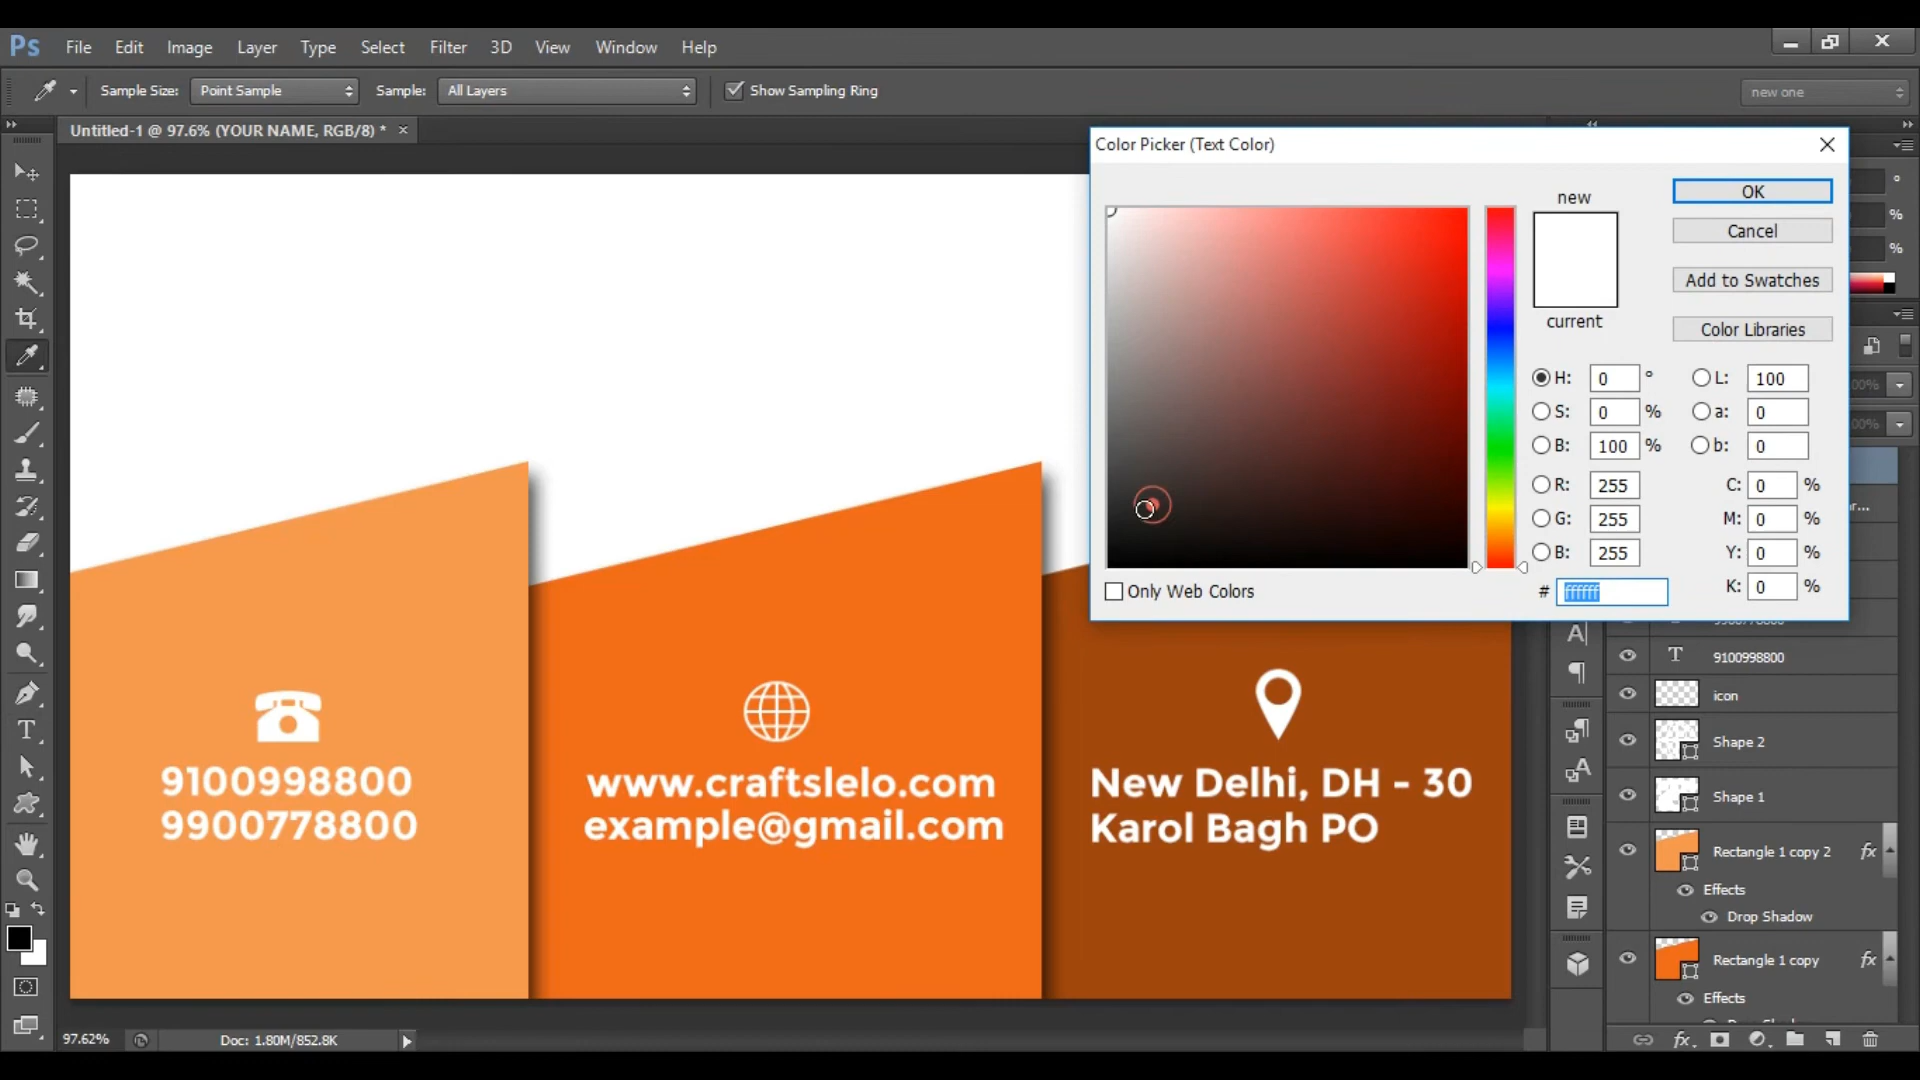 Ps File Edit Image Layer Type Select Filter 3D View Window Help
Sample Size: Point Sample Sample: All Layers Show Sampling Ring new one
Untitled-1 @ 97.6% (YOUR NAME, RGB/8) *
Color Picker (Text Color)
new
current
OK
Cancel
Add to Swatches
Color Libraries
H: 0 ° L: 100
S: 0 % a: 0
B: 100 % b: 0
R: 255 C: 0 %
G: 255 M: 0 %
B: 255 Y: 0 %
# ffffff K: 0 %
Only Web Colors
°
%
%
9100998800
9900778800
www.craftslelo.com
example@gmail.com
New Delhi, DH - 30
Karol Bagh PO
9900778800
9100998800
icon
Shape 2
Shape 1
Rectangle 1 copy 2 fx
Effects
Drop Shadow
Rectangle 1 copy fx
Effects
97.62% Doc: 1.80M/852.8K